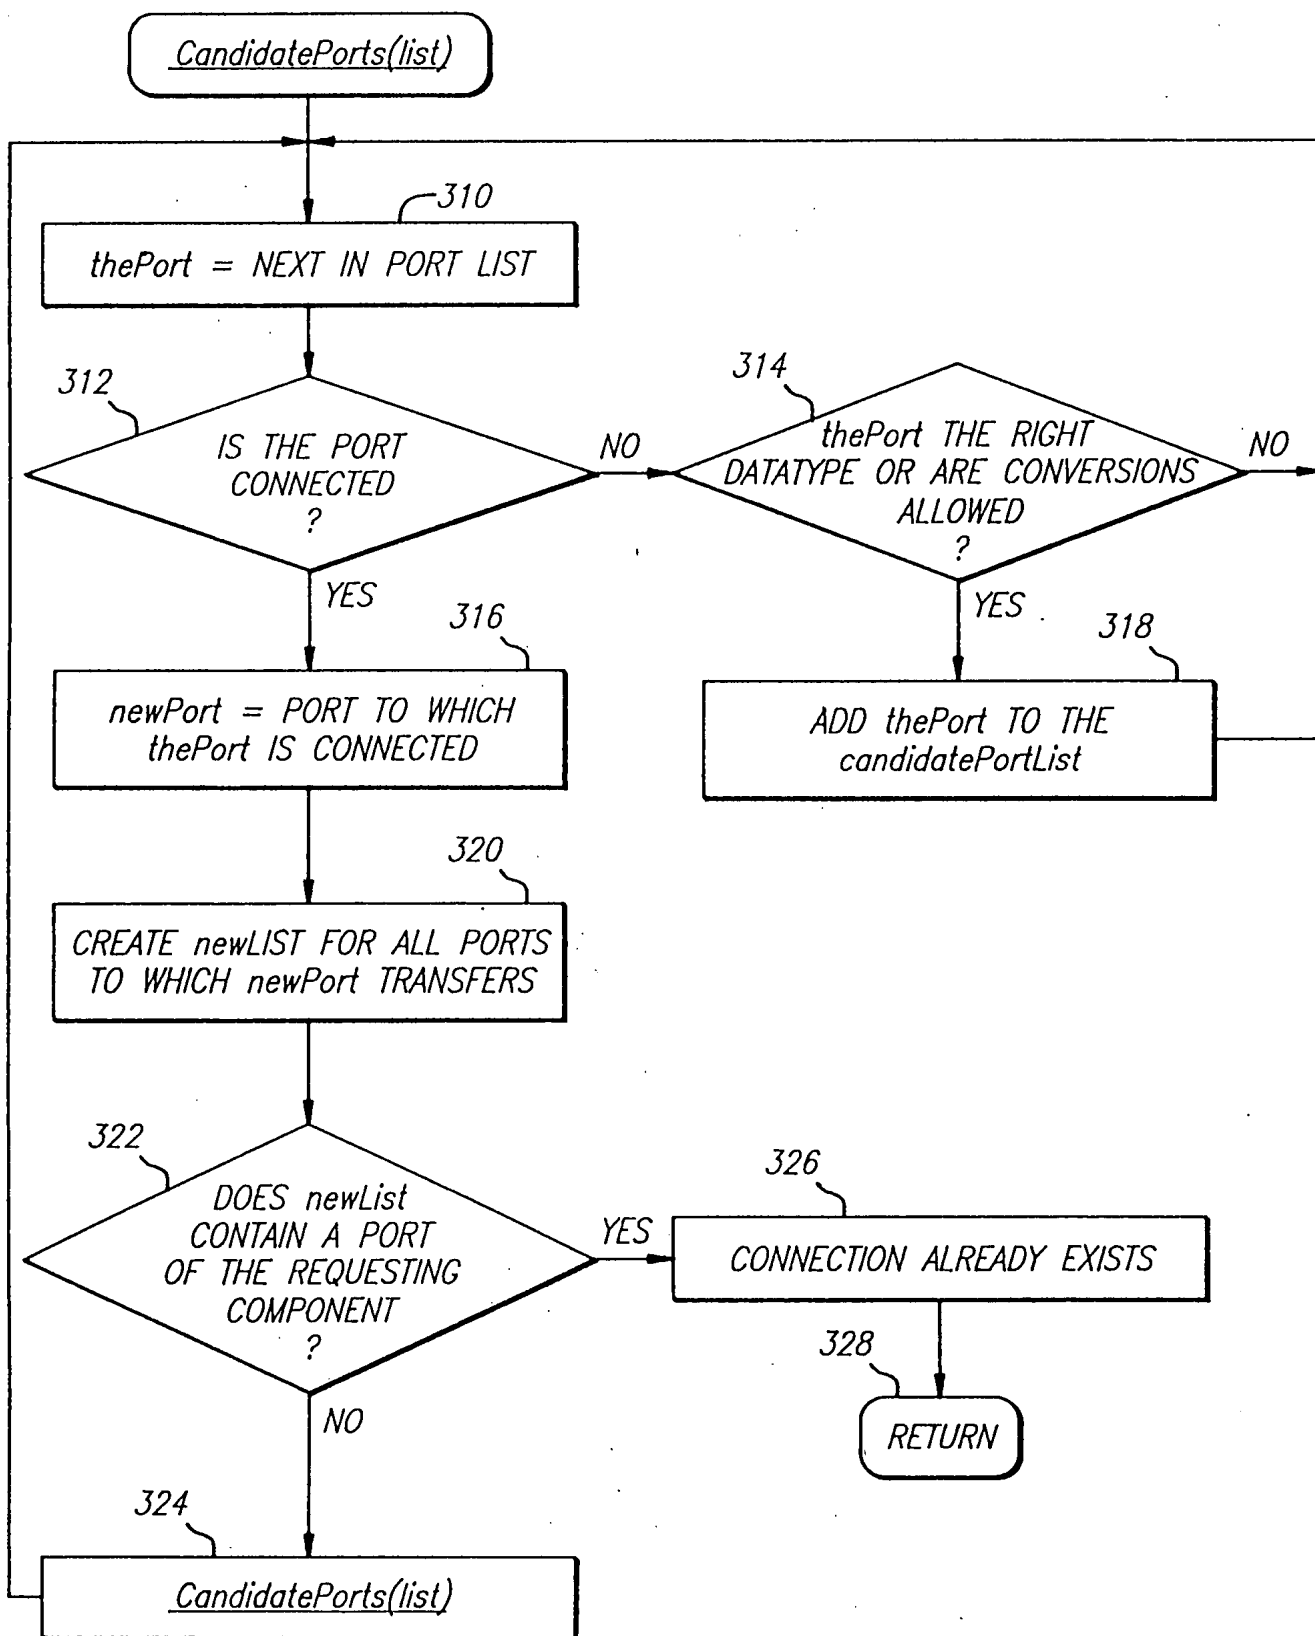 CandidatePorts(list)
310
thePort = NEXT IN PORT LIST
312
IS THE PORT
CONNECTED
?
NO
YES
314
thePort THE RIGHT
DATATYPE OR ARE CONVERSIONS
ALLOWED
?
NO
YES
316
newPort = PORT TO WHICH
thePort IS CONNECTED
318
ADD thePort TO THE
candidatePortList
320
CREATE newLIST FOR ALL PORTS
TO WHICH newPort TRANSFERS
322
DOES newList
CONTAIN A PORT
OF THE REQUESTING
COMPONENT
?
YES
NO
326
CONNECTION ALREADY EXISTS
328
RETURN
324
CandidatePorts(list)